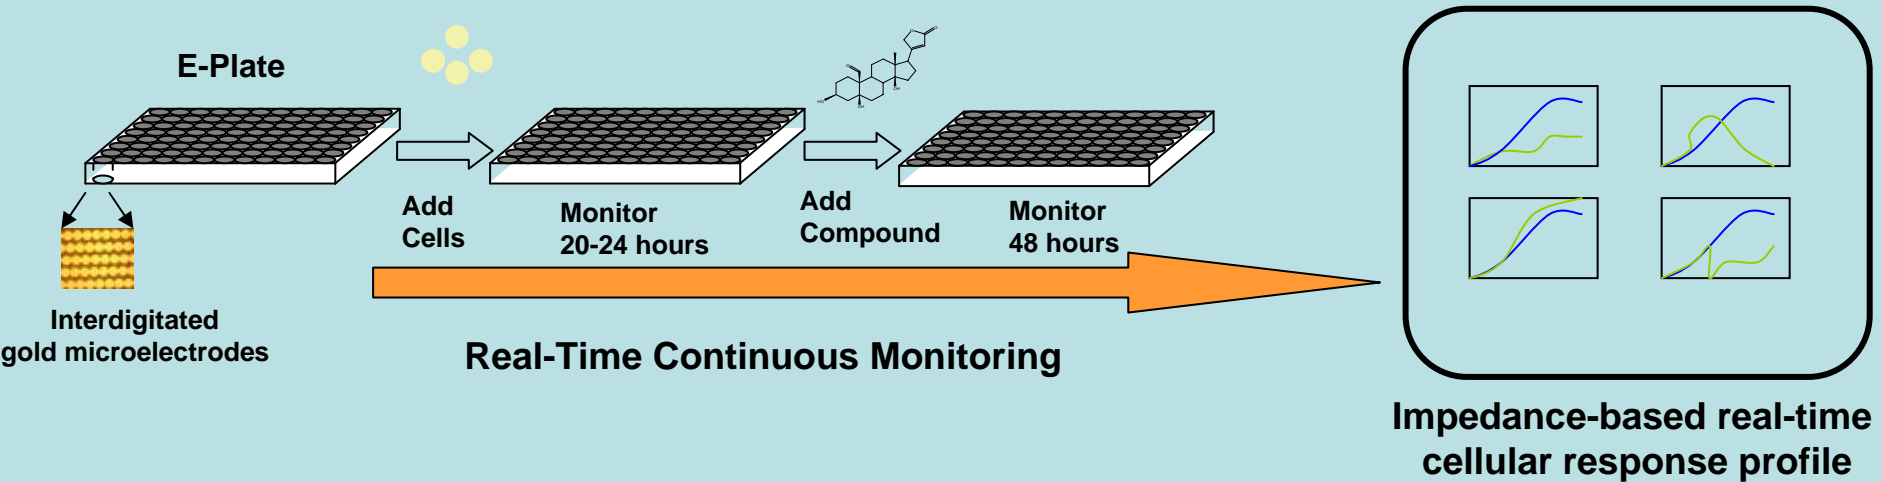 E-Plate
Add
Cells
Monitor
20-24 hours
Add
Compound
Monitor
48 hours
Interdigitated
gold microelectrodes
Real-Time Continuous Monitoring
Impedance-based real-time
cellular response profile